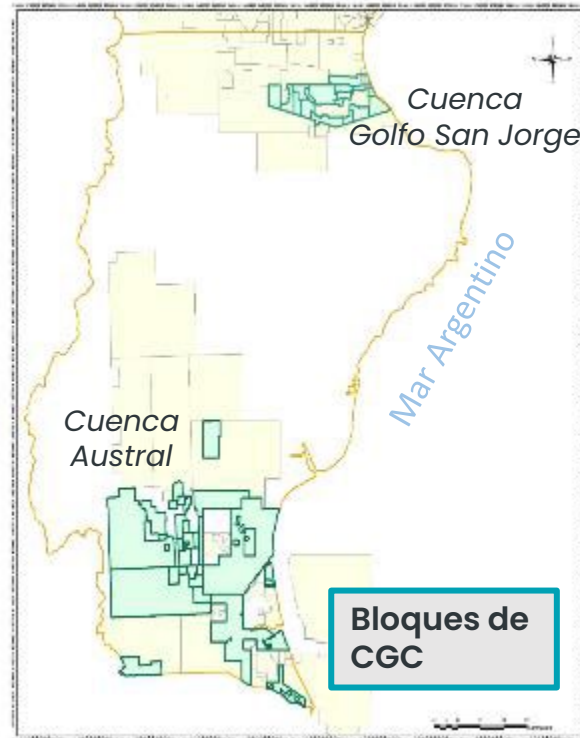 Cuenca
Golfo San Jorge
Mar Argentino
Cuenca
Austral
Bloques de
CGC